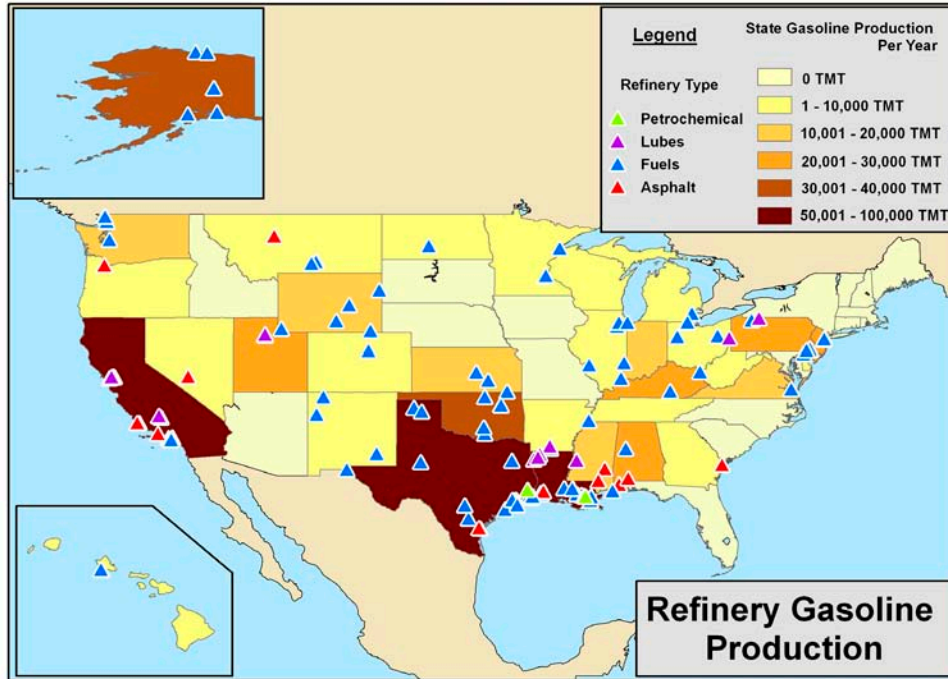 Legend
Refinery Type
Petrochemical
Lubes
Fuels
Asphalt
State Gasoline Production
Per Year
0 TMT
1 - 10,000 TMT
10,001 - 20,000 TMT
20,001 - 30,000 TMT
30,001 - 40,000 TMT
50,001 - 100,000 TMT
Refinery Gasoline
Production